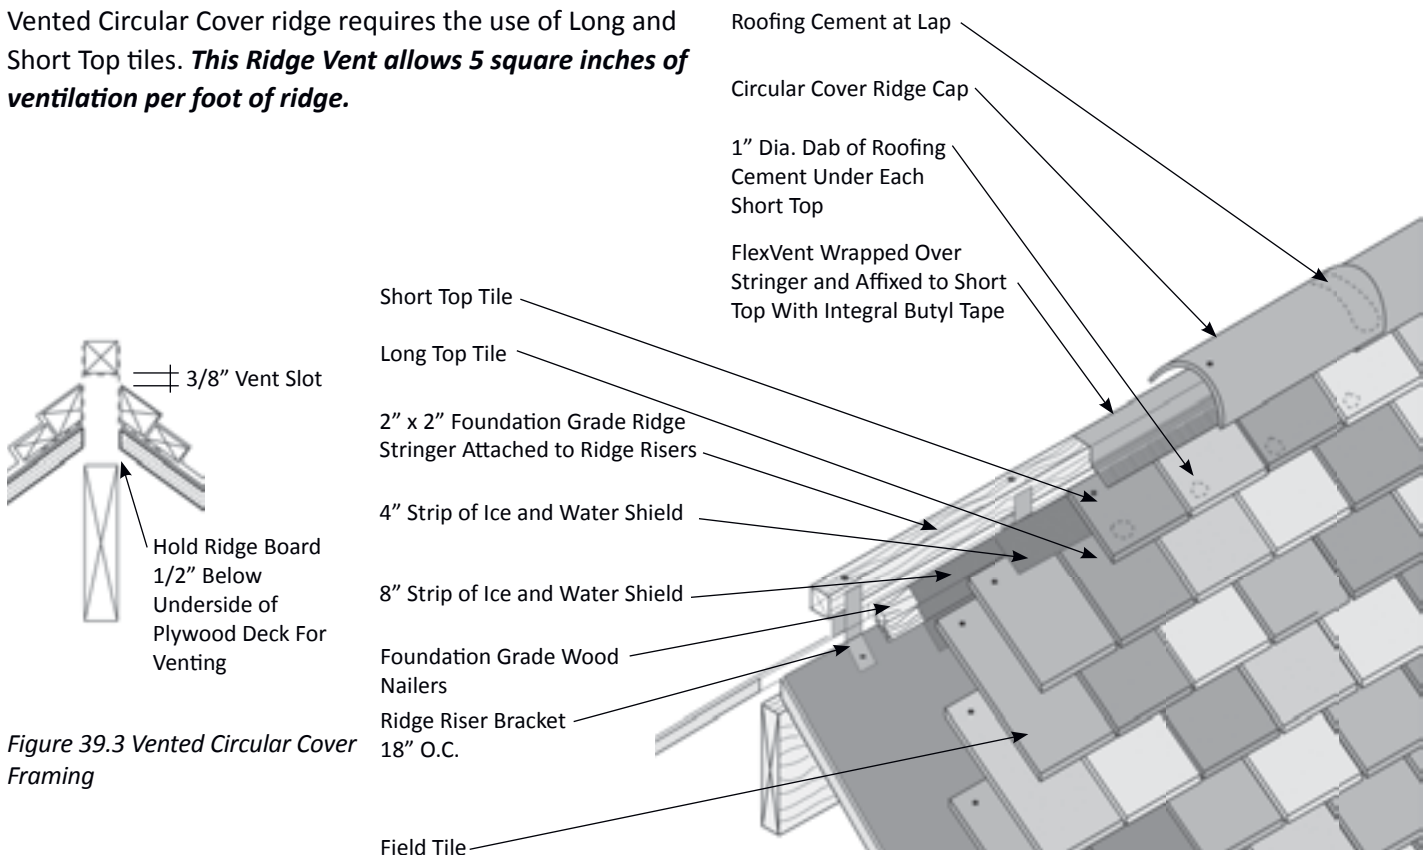 Vented Circular Cover ridge requires the use of Long and
Short Top tiles. This Ridge Vent allows 5 square inches of
ventilation per foot of ridge.
Roofing Cement at Lap
Circular Cover Ridge Cap
1” Dia. Dab of Roofing
Cement Under Each
Short Top
FlexVent Wrapped Over
Stringer and Affixed to Short
Top With Integral Butyl Tape
Short Top Tile
Long Top Tile
2” x 2” Foundation Grade Ridge
Stringer Attached to Ridge Risers
4” Strip of Ice and Water Shield
8” Strip of Ice and Water Shield
Foundation Grade Wood
Nailers
Ridge Riser Bracket
18” O.C.
Field Tile
3/8” Vent Slot
Hold Ridge Board
1/2” Below
Underside of
Plywood Deck For
Venting
Figure 39.3 Vented Circular Cover
Framing